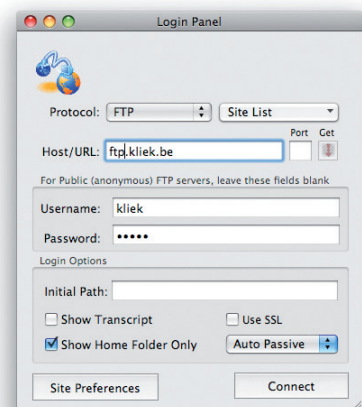 Login Panel
Protocol: FTP Site List
Port Get
Host/URL: ftp.kliek.be
For Public (anonymous) FTP servers, leave these fields blank
Username: kliek
Password: •••••
Login Options
Initial Path:
Show Transcript Use SSL
Show Home Folder Only Auto Passive
Site Preferences Connect